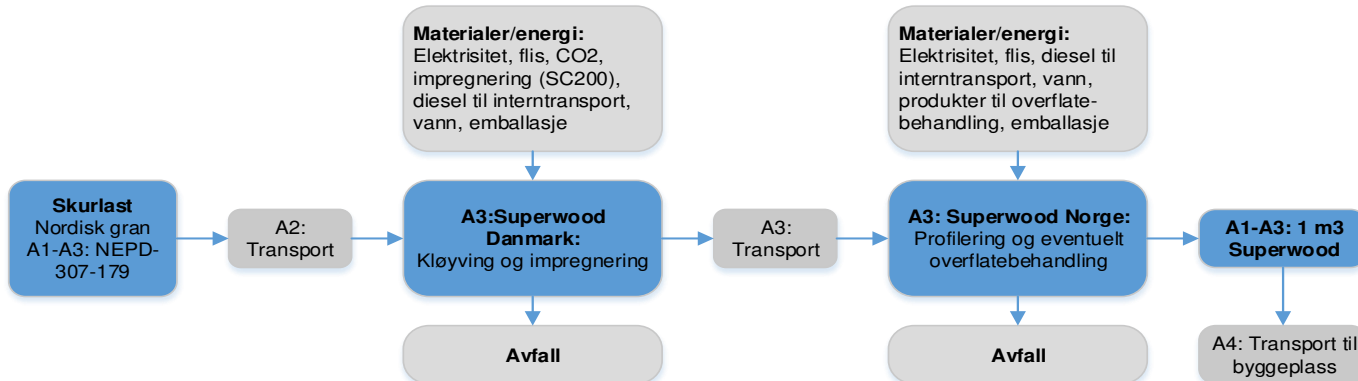 Materialer/energi:
Elektrisitet, flis, CO2,
impregnering (SC200),
diesel til interntransport,
vann, emballasje
Materialer/energi:
Elektrisitet, flis, diesel til
interntransport, vann,
produkter til overflate-
behandling, emballasje
Skurlast
Nordisk gran
A1-A3: NEPD-
307-179
A2:
Transport
A3:Superwood
Danmark:
Kløyving og impregnering
A3:
Transport
A3: Superwood Norge:
Profilering og eventuelt
overflatebehandling
A1-A3: 1 m3
Superwood
Avfall
Avfall
A4: Transport til
byggeplass